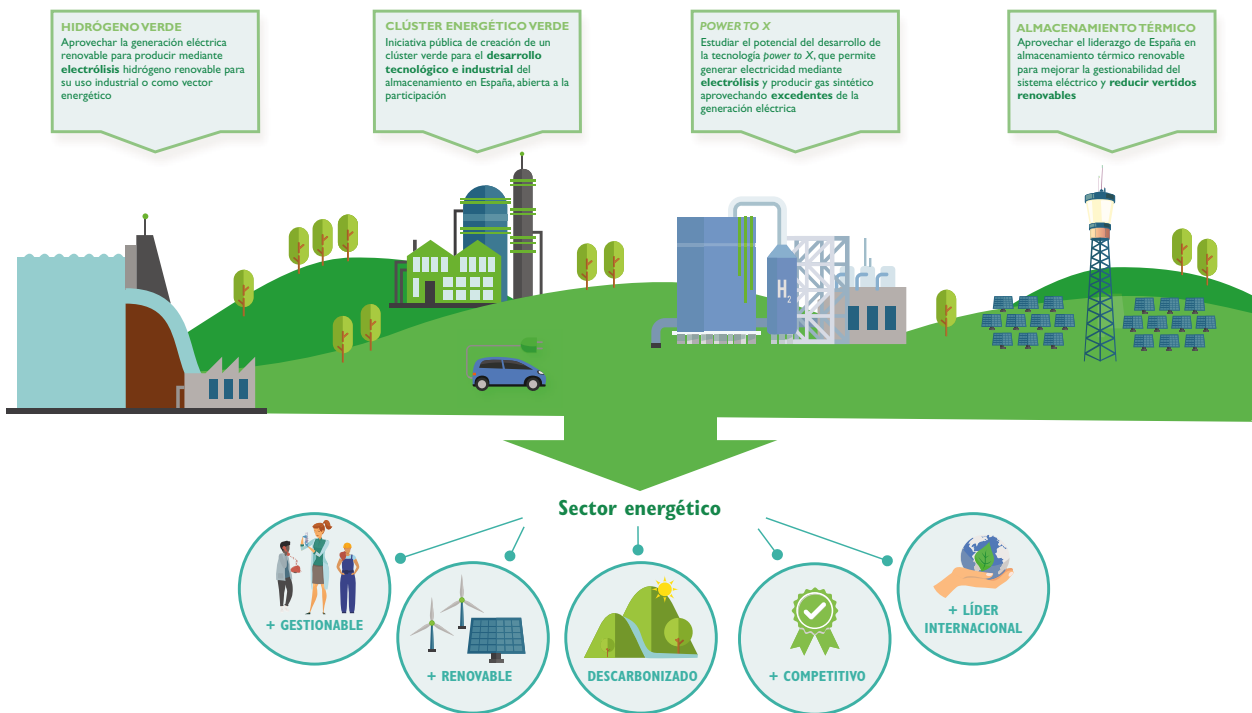 HIDRÓGENO VERDE
Aprovechar la generación eléctrica
renovable para producir mediante
electrólisis hidrógeno renovable para
su uso industrial o como vector
energético
CLÚSTER ENERGÉTICO VERDE
Iniciativa pública de creación de un
clúster verde para el desarrollo
tecnológico e industrial del
almacenamiento en España, abierta a la
participación
POWER TO X
Estudiar el potencial del desarrollo de
la tecnología power to X, que permite
generar electricidad mediante
electrólisis y producir gas sintético
aprovechando excedentes de la
generación eléctrica
ALMACENAMIENTO TÉRMICO
Aprovechar el liderazgo de España en
almacenamiento térmico renovable
para mejorar la gestionabilidad del
sistema eléctrico y reducir vertidos
renovables
H2
Sector energético
+ GESTIONABLE
+ RENOVABLE
DESCARBONIZADO
+ COMPETITIVO
+ LÍDER
INTERNACIONAL